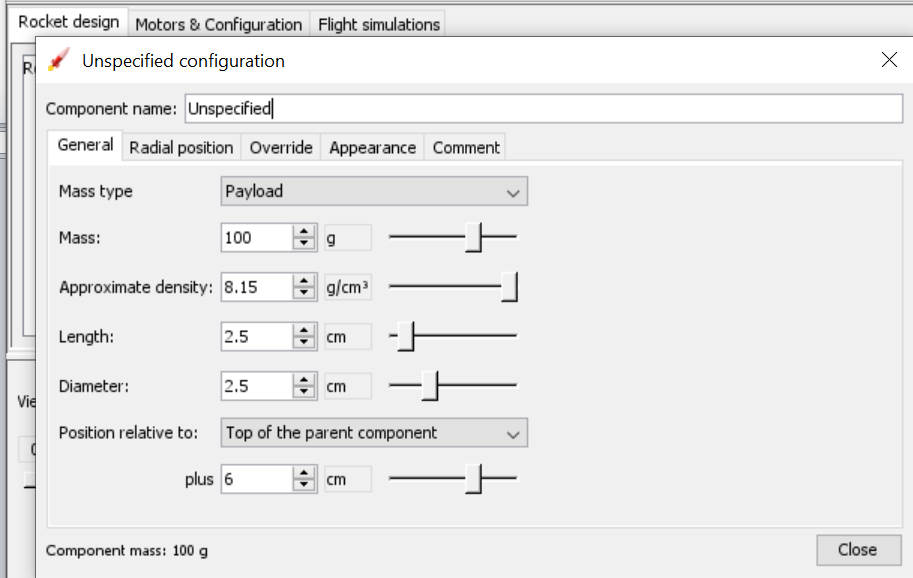 Rocket design Motors & Configuration Flight simulations
Unspecified configuration
Component name: Unspecified
General Radial position Override Appearance Comment
Mass type Payload
Mass: 100 g
Approximate density: 8.15 g/cm³
Length: 2.5 cm
Diameter: 2.5 cm
Position relative to: Top of the parent component
plus 6 cm
Component mass: 100 g Close